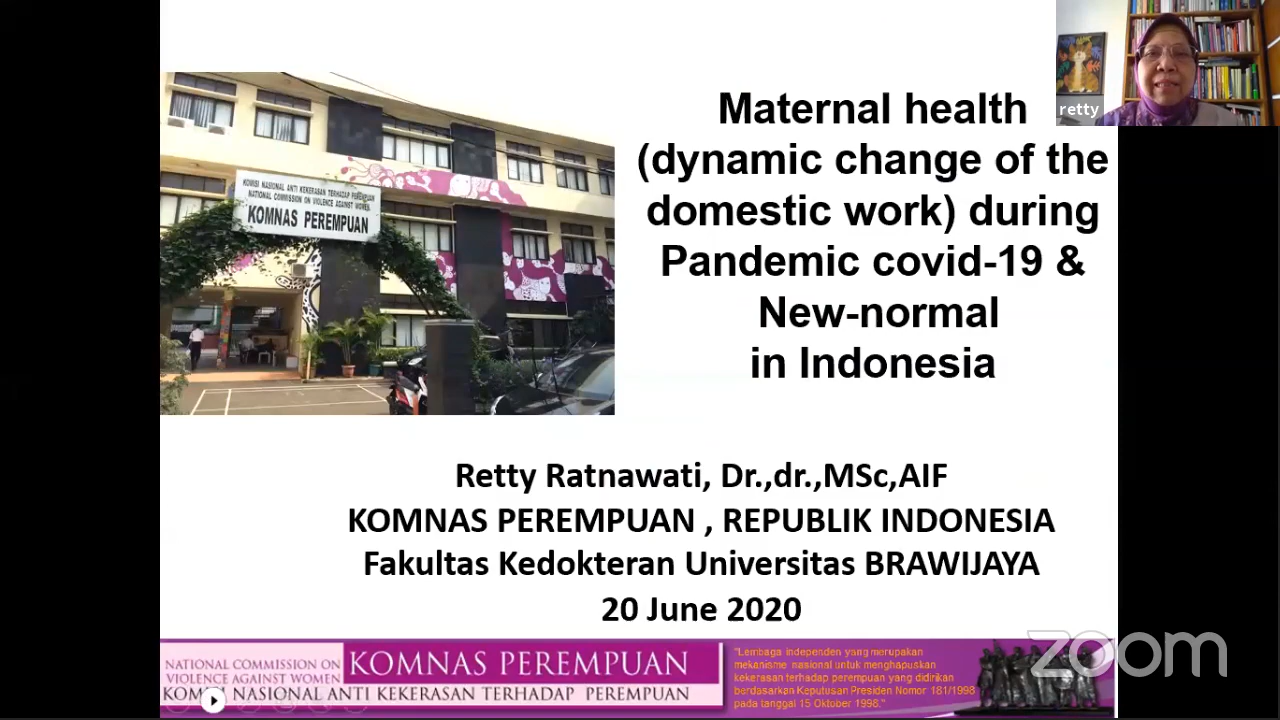 Maternal health
(dynamic change of the
domestic work) during
Pandemic covid-19 &
New-normal
in Indonesia
retty
KOMISI NASIONAL ANTI KEKERASAN TERHADAP PEREMPUAN
NATIONAL COMMISSION ON VIOLENCE AGAINST WOMEN
KOMNAS PEREMPUAN
Retty Ratnawati, Dr.,dr.,MSc,AIF
KOMNAS PEREMPUAN , REPUBLIK INDONESIA
Fakultas Kedokteran Universitas BRAWIJAYA
20 June 2020
NATIONAL COMMISSION ON
VIOLENCE AGAINST WOMEN
KOMNAS PEREMPUAN
KOMISI NASIONAL ANTI KEKERASAN TERHADAP PEREMPUAN
"Lembaga independen yang merupakan
mekanisme nasional untuk menghapuskan
kekerasan terhadap perempuan yang didirikan
berdasarkan Keputusan Presiden Nomor 181/1998
pada tanggal 15 Oktober 1998."
zoom